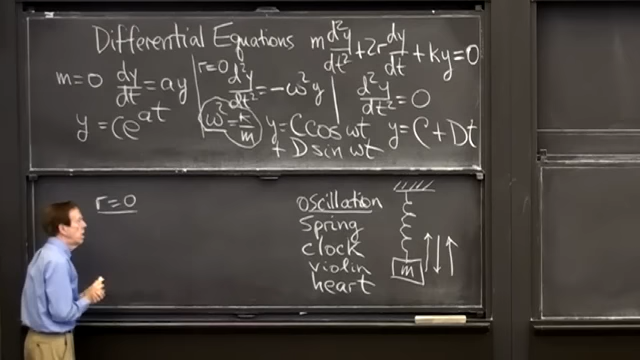 Differential Equations m d²y/dt² + 2r dy/dt + ky = 0
m=0 dy/dt = ay
y = Ce^{at}
r=0 d²y/dt² = -ω²y
ω² = k/m y = C cos ωt
+ D sin ωt
d²y/dt² = 0
y = C + Dt
r=0
oscillation
Spring
clock
violin
heart
m